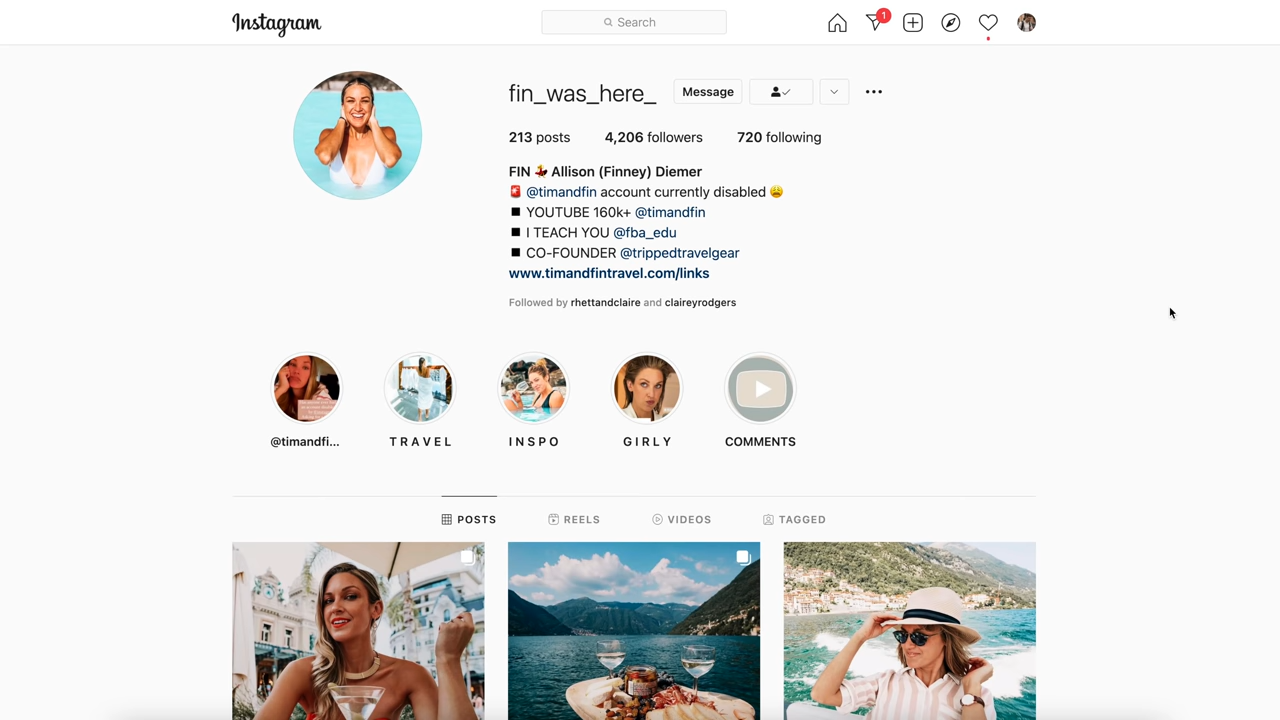 Instagram
Search
1
fin_was_here_
Message
213 posts 4,206 followers 720 following
FIN 💃 Allison (Finney) Diemer
🚨 @timandfin account currently disabled 😩
◼️ YOUTUBE 160k+ @timandfin
◼️ I TEACH YOU @fba_edu
◼️ CO-FOUNDER @trippedtravelgear
www.timandfintravel.com/links
Followed by rhettandclaire and claireyrodgers
@timandfi... T R A V E L I N S P O G I R L Y COMMENTS
POSTS REELS VIDEOS TAGGED